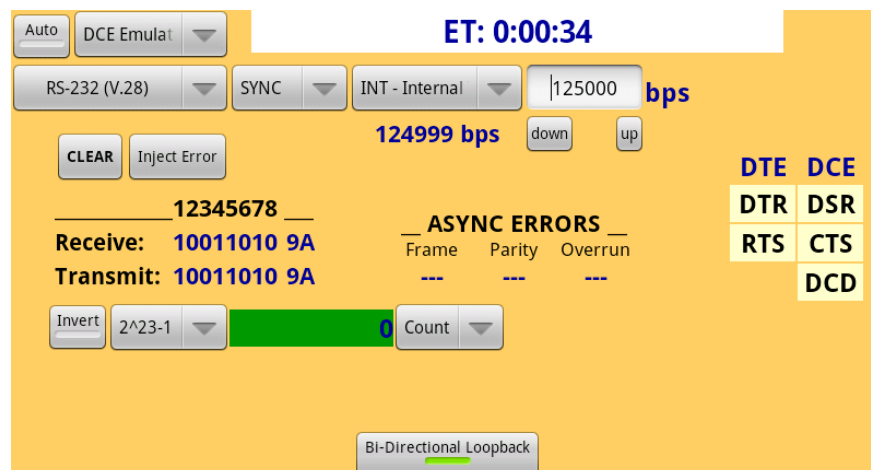 Auto DCE Emulat ET: 0:00:34
RS-232 (V.28) SYNC INT - Internal 125000 bps
124999 bps down up
CLEAR Inject Error
DTE DCE
____________12345678 ___ DTR DSR
__ ASYNC ERRORS __
Receive: 10011010 9A Frame Parity Overrun RTS CTS
Transmit: 10011010 9A --- --- --- DCD
Invert 2^23-1 0 Count
Bi-Directional Loopback